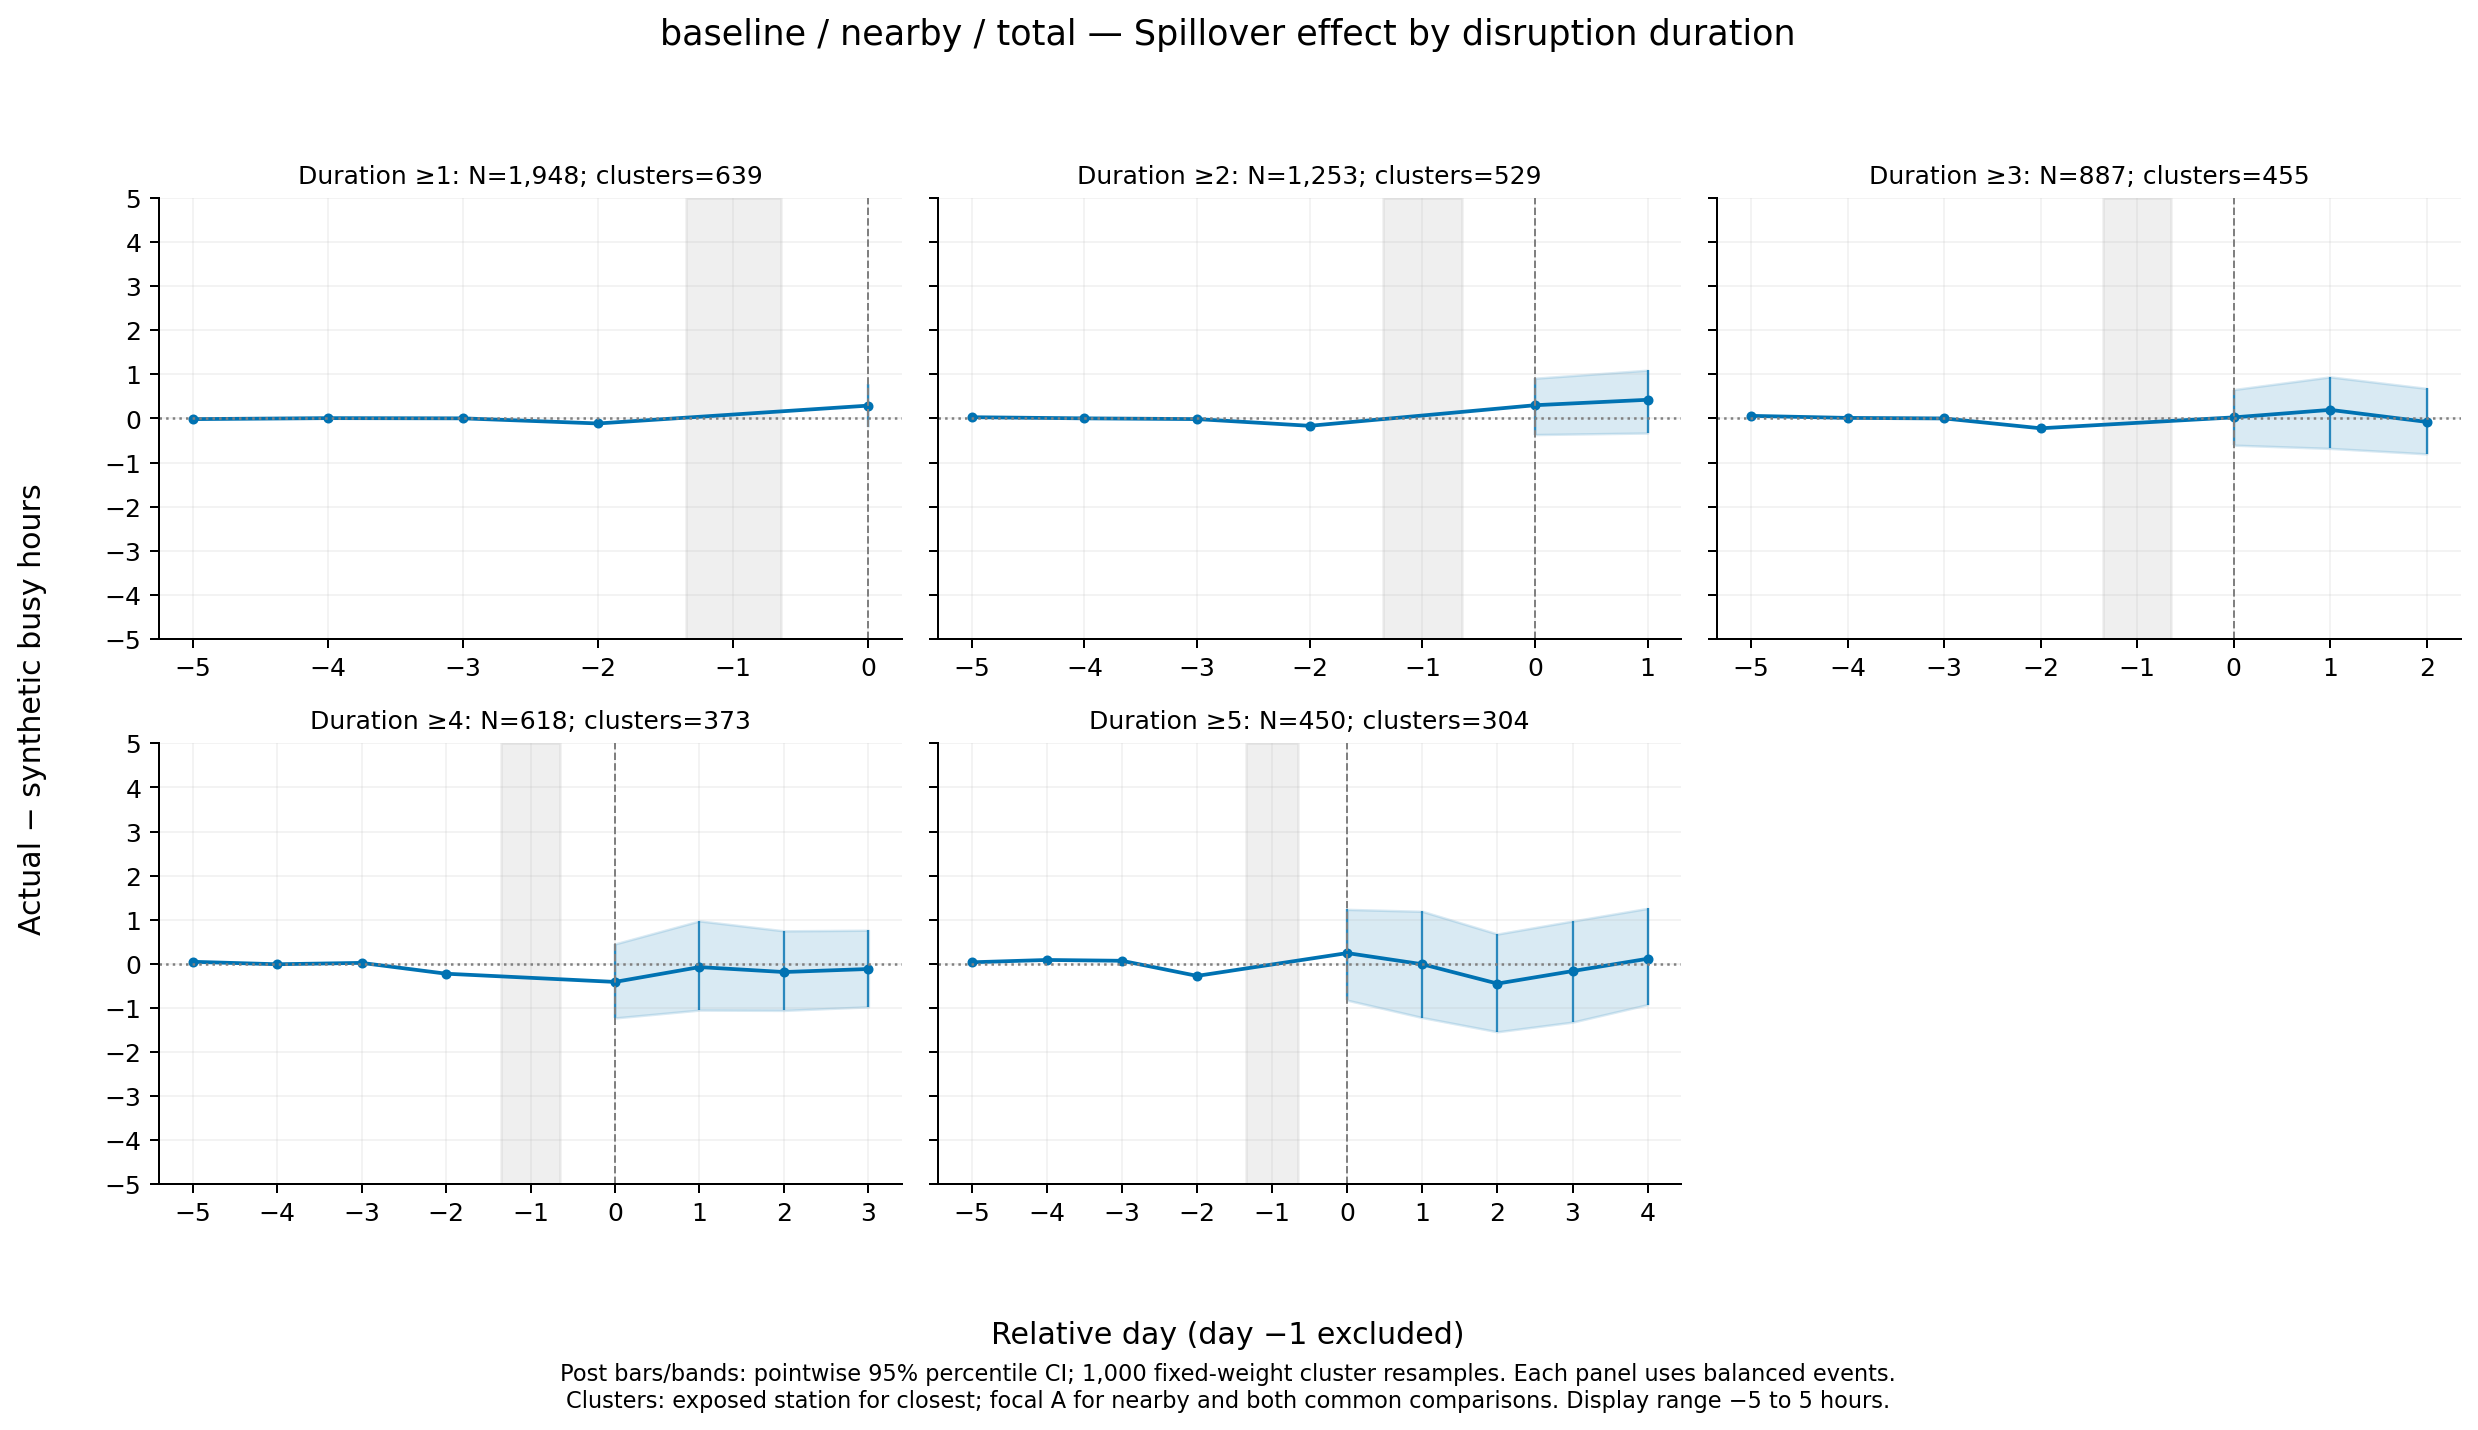 baseline / nearby / total — Spillover effect by disruption duration
Duration ≥1: N=1,948; clusters=639
Duration ≥2: N=1,253; clusters=529
Duration ≥3: N=887; clusters=455
5
4
3
2
1
0
−1
−2
−3
−4
−5
−5 −4 −3 −2 −1 0
−5 −4 −3 −2 −1 0 1
−5 −4 −3 −2 −1 0 1 2
Actual − synthetic busy hours
Duration ≥4: N=618; clusters=373
Duration ≥5: N=450; clusters=304
5
4
3
2
1
0
−1
−2
−3
−4
−5
−5 −4 −3 −2 −1 0 1 2 3
−5 −4 −3 −2 −1 0 1 2 3 4
Relative day (day −1 excluded)
Post bars/bands: pointwise 95% percentile CI; 1,000 fixed-weight cluster resamples. Each panel uses balanced events.
Clusters: exposed station for closest; focal A for nearby and both common comparisons. Display range −5 to 5 hours.